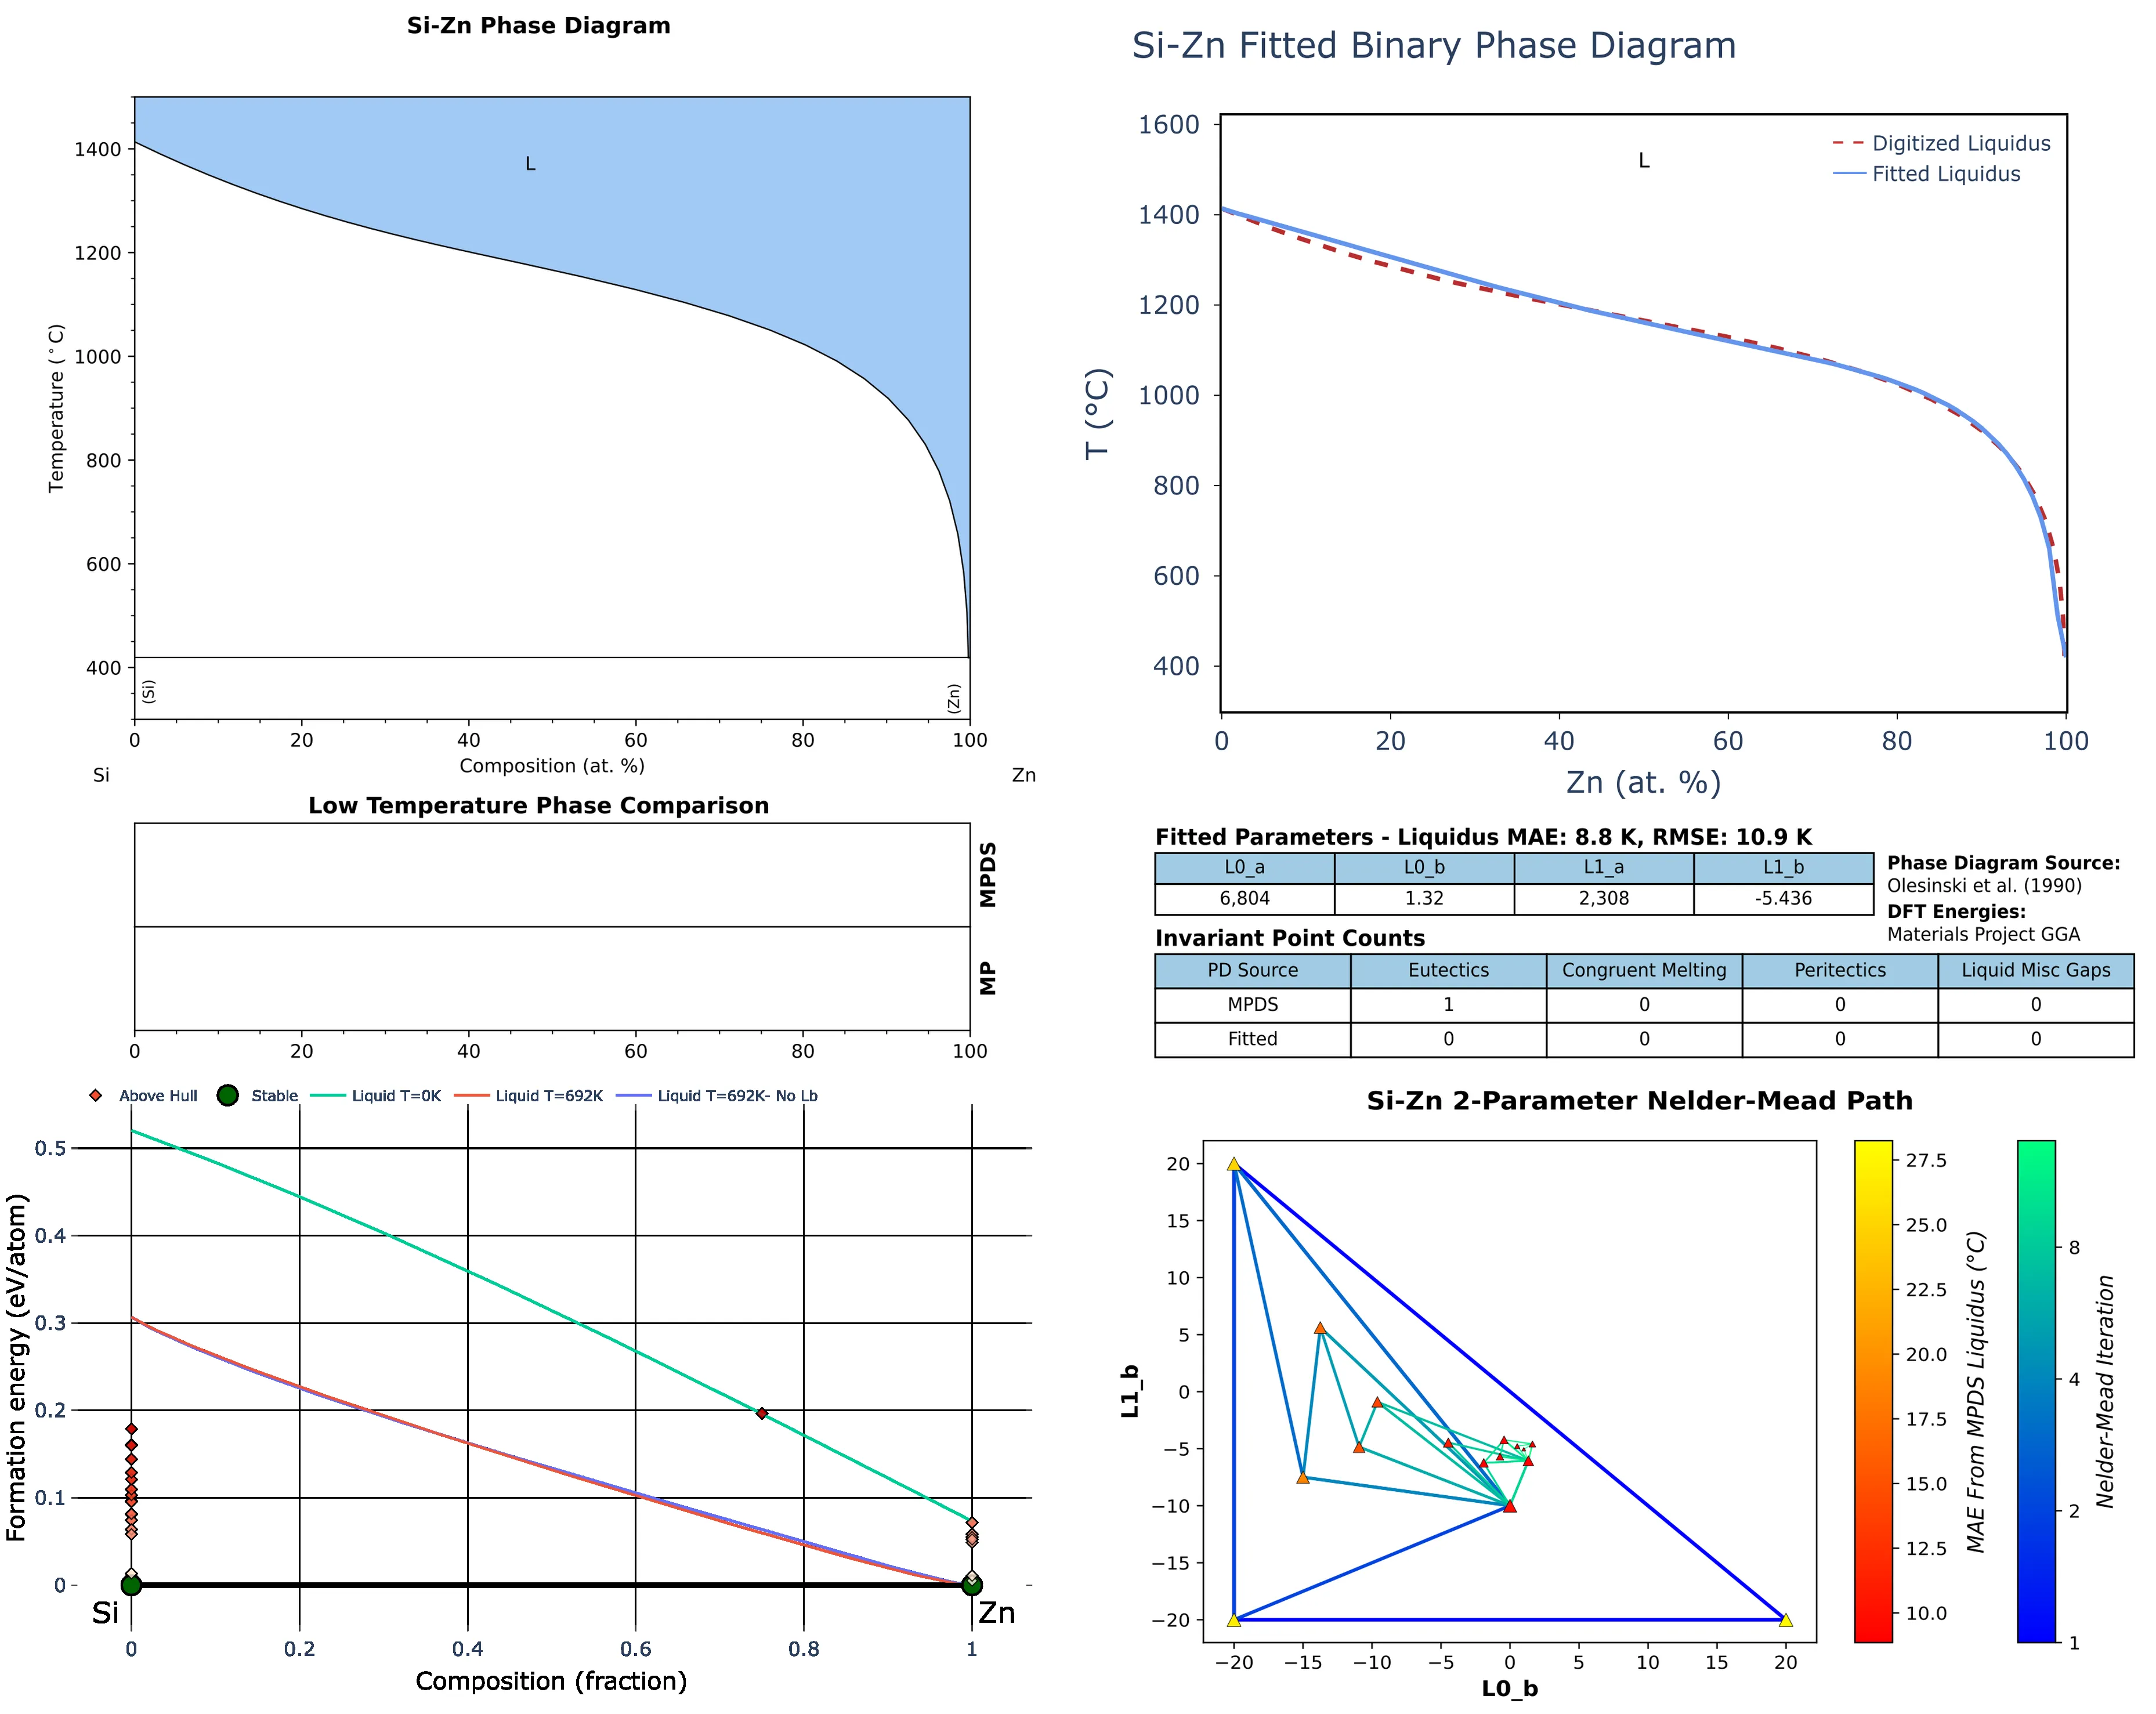 Si-Zn Phase Diagram
1400
1200
1000
800
600
400
Temperature (°C)
L
(Si)
(Zn)
0 20 40 60 80 100
Composition (at. %)
Si Zn
Si-Zn Fitted Binary Phase Diagram
1600
1400
1200
1000
800
600
400
T (°C)
L
Digitized Liquidus
Fitted Liquidus
0 20 40 60 80 100
Zn (at. %)
Low Temperature Phase Comparison
MPDS
MP
0 20 40 60 80 100
Fitted Parameters - Liquidus MAE: 8.8 K, RMSE: 10.9 K
L0_a L0_b L1_a L1_b
6,804 1.32 2,308 -5.436
Phase Diagram Source:
Olesinski et al. (1990)
DFT Energies:
Materials Project GGA
Invariant Point Counts
PD Source Eutectics Congruent Melting Peritectics Liquid Misc Gaps
MPDS 1 0 0 0
Fitted 0 0 0 0
Above Hull Stable Liquid T=0K Liquid T=692K Liquid T=692K- No Lb
0.5
0.4
0.3
0.2
0.1
0
Formation energy (eV/atom)
Si Zn
0 0.2 0.4 0.6 0.8 1
Composition (fraction)
Si-Zn 2-Parameter Nelder-Mead Path
20
15
10
5
0
−5
−10
−15
−20
L1_b
−20 −15 −10 −5 0 5 10 15 20
L0_b
27.5
25.0
22.5
20.0
17.5
15.0
12.5
10.0
MAE From MPDS Liquidus (°C)
8
4
2
1
Nelder-Mead Iteration